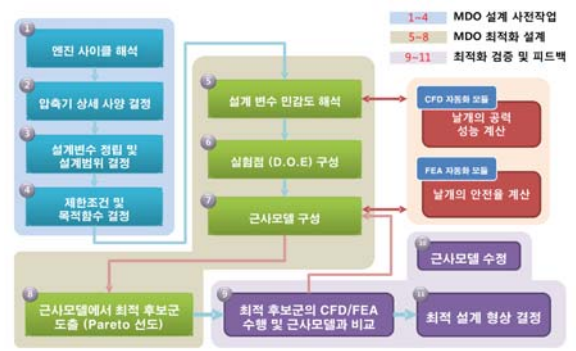 1~4 MDO 설계 사전작업
5~8 MDO 최적화 설계
9~11 최적화 검증 및 피드백
1
엔진 사이클 해석
2
압축기 상세 사양 결정
3
설계변수 정립 및
설계범위 결정
4
제한조건 및
목적함수 결정
5
설계 변수 민감도 해석
6
실험점 (D.O.E) 구성
7
근사모델 구성
CFD 자동화 모듈
날개의 공력
성능 계산
FEA 자동화 모듈
날개의 안전율 계산
8
근사모델에서 최적 후보군
도출 (Pareto 선도)
9
최적 후보군의 CFD/FEA
수행 및 근사모델과 비교
10
근사모델 수정
11
최적 설계 형상 결정